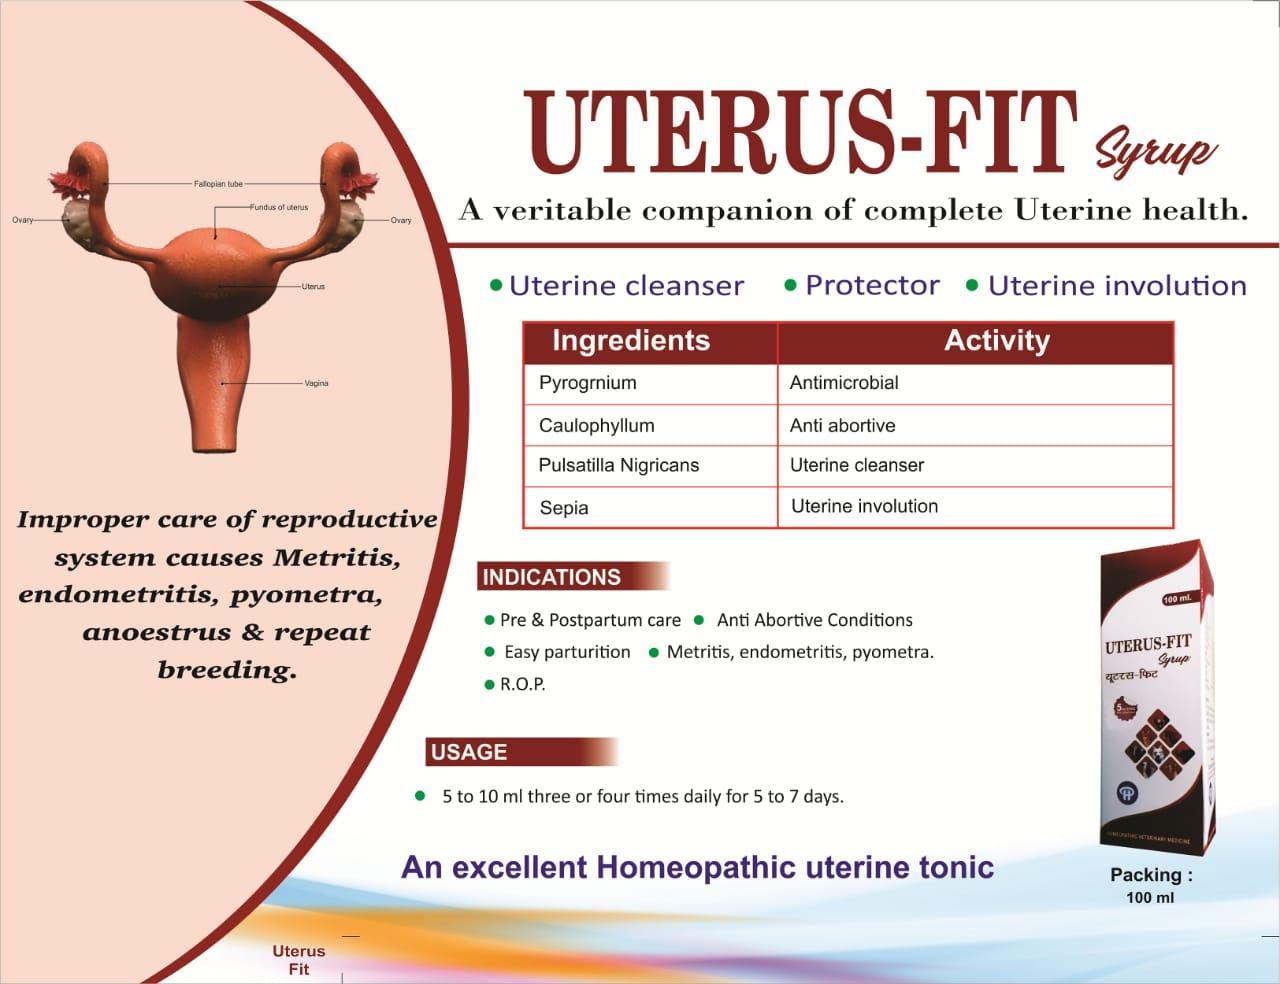 UTERUS-FIT Syrup
A veritable companion of complete Uterine health.
• Uterine cleanser • Protector • Uterine involution
Ingredients Activity
Pyrogrnium Antimicrobial
Caulophyllum Anti abortive
Pulsatilla Nigricans Uterine cleanser
Sepia Uterine involution
Fallopian tube
Fundus of uterus
Ovary
Ovary
Uterus
Vagina
Improper care of reproductive
system causes Metritis,
endometritis, pyometra,
anoestrus & repeat
breeding.
INDICATIONS
• Pre & Postpartum care • Anti Abortive Conditions
• Easy parturition • Metritis, endometritis, pyometra.
• R.O.P.
USAGE
• 5 to 10 ml three or four times daily for 5 to 7 days.
An excellent Homeopathic uterine tonic
100 ml.
UTERUS-FIT
Syrup
यूटरस-फिट
5
HOMEOPATHIC VETERINARY MEDICINE
Packing :
100 ml
Uterus
Fit